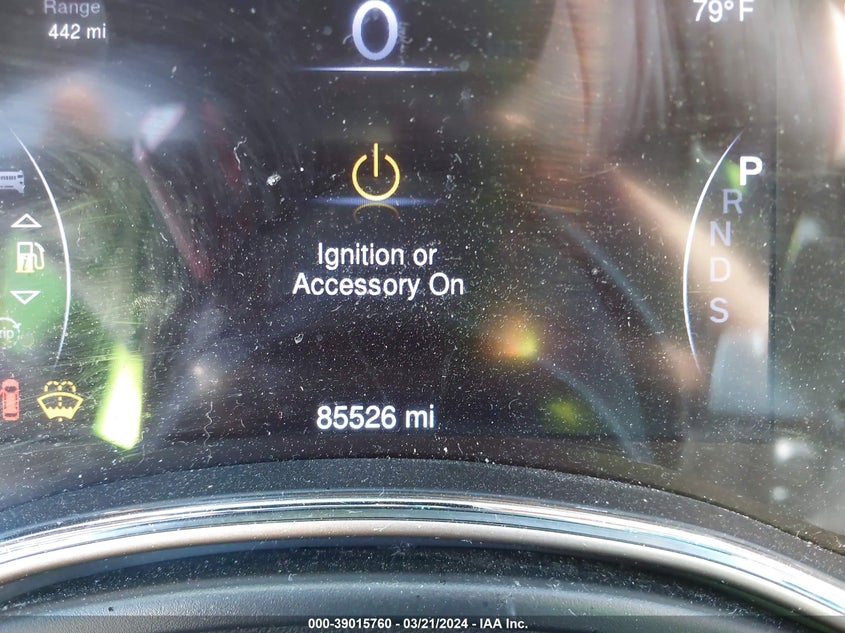 Range
442 mi
0
79°F
Ignition or
Accessory On
P
R
N
D
S
85526 mi
000-39015760 - 03/21/2024 - IAA Inc.